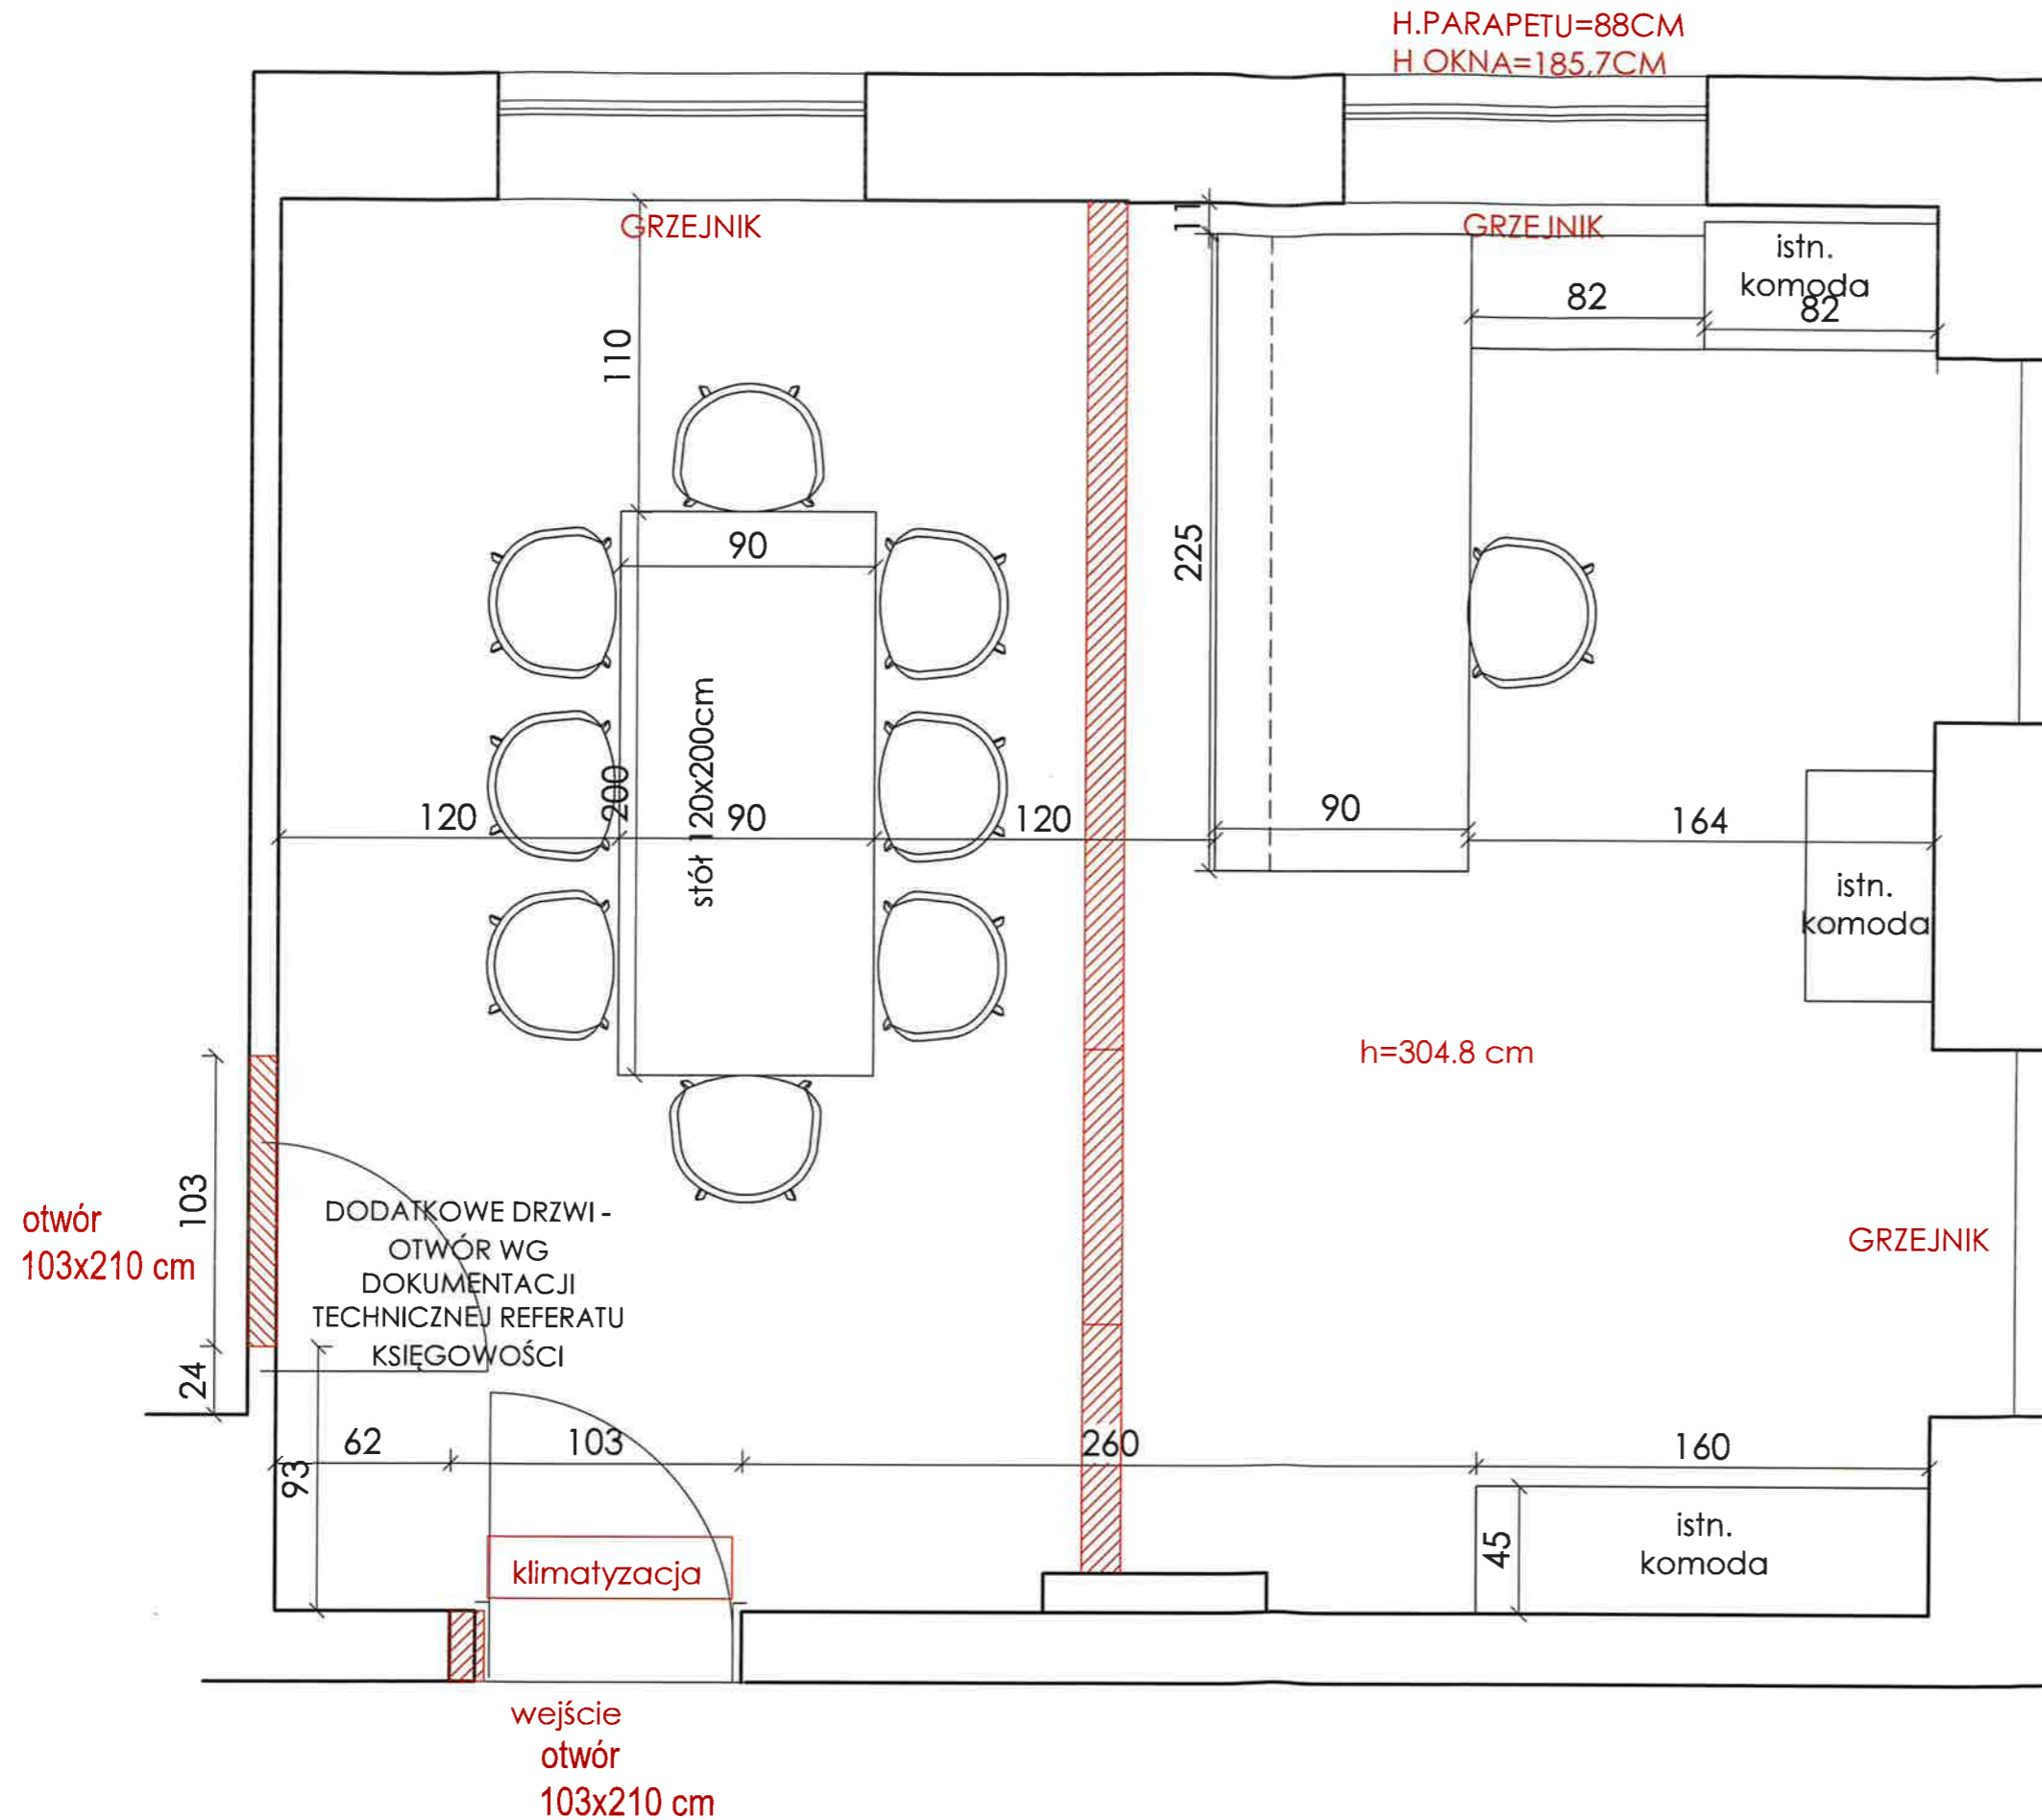 H.PARAPETU=88CM
H OKNA=185,7CM
GRZEJNIK
11
GRZEJNIK
istn.
komoda
82
82
110
90
225
stół 120x200cm
200
120
90
120
90
164
istn.
komoda
h=304.8 cm
103
otwór
103x210 cm
DODATKOWE DRZWI -
OTWÓR WG
DOKUMENTACJI
TECHNICZNEJ REFERATU
KSIĘGOWOŚCI
GRZEJNIK
24
62
103
260
160
93
45
istn.
komoda
klimatyzacja
wejście
otwór
103x210 cm